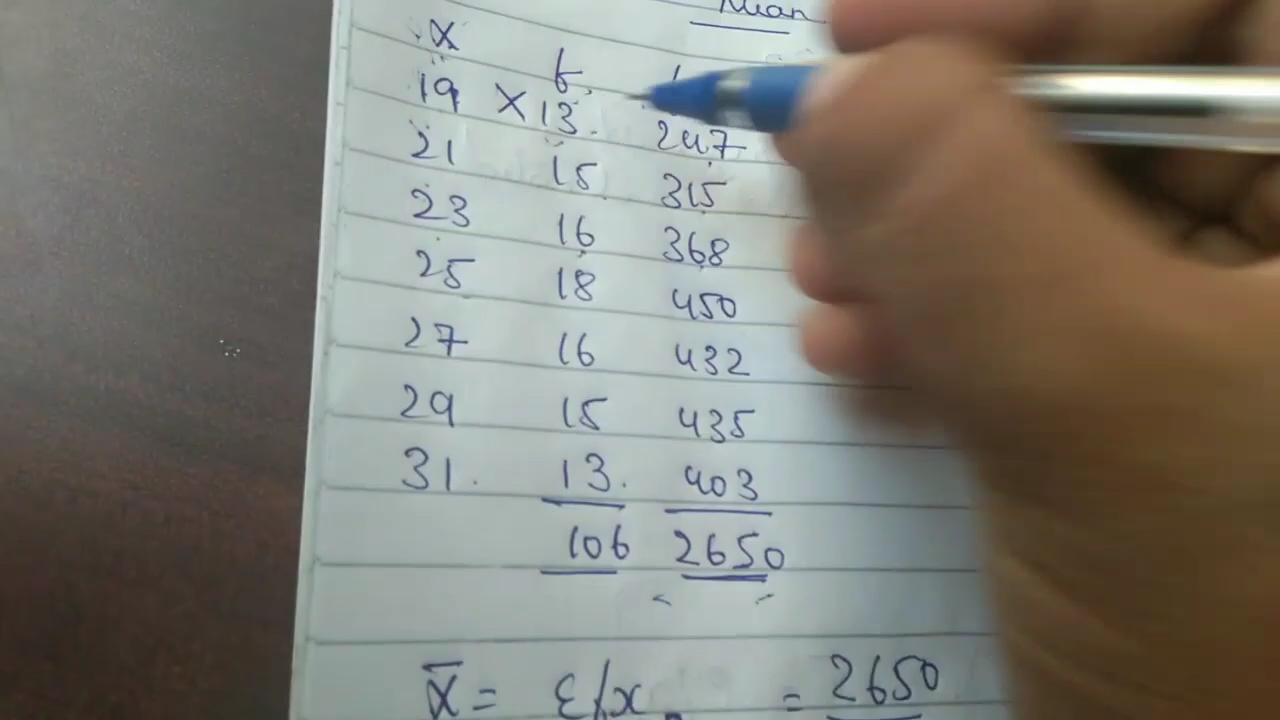 Mean
x f
19 × 13. 247
21 15 315
23 16 368
25 18 450
27 16 432
29 15 435
31. 13. 403
106 2650
x̄ = Σfx = 2650